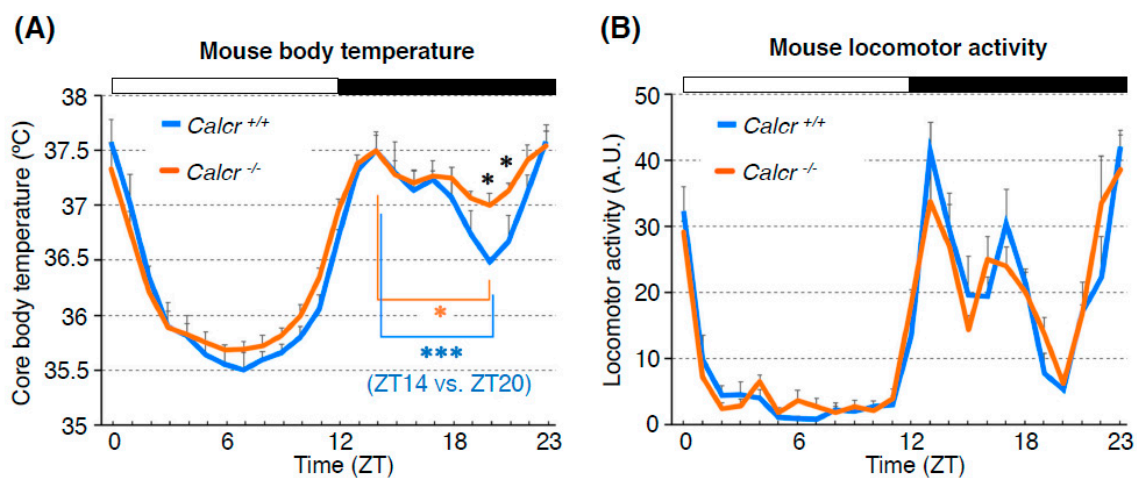 (A)
Mouse body temperature
38
37.5
37
36.5
36
35.5
35
Core body temperature (ºC)
Calcr +/+
Calcr -/-
*
*
*
***
(ZT14 vs. ZT20)
0
6
12
18
23
Time (ZT)
(B)
Mouse locomotor activity
50
40
30
20
10
0
Locomotor activity (A.U.)
Calcr +/+
Calcr -/-
0
6
12
18
23
Time (ZT)